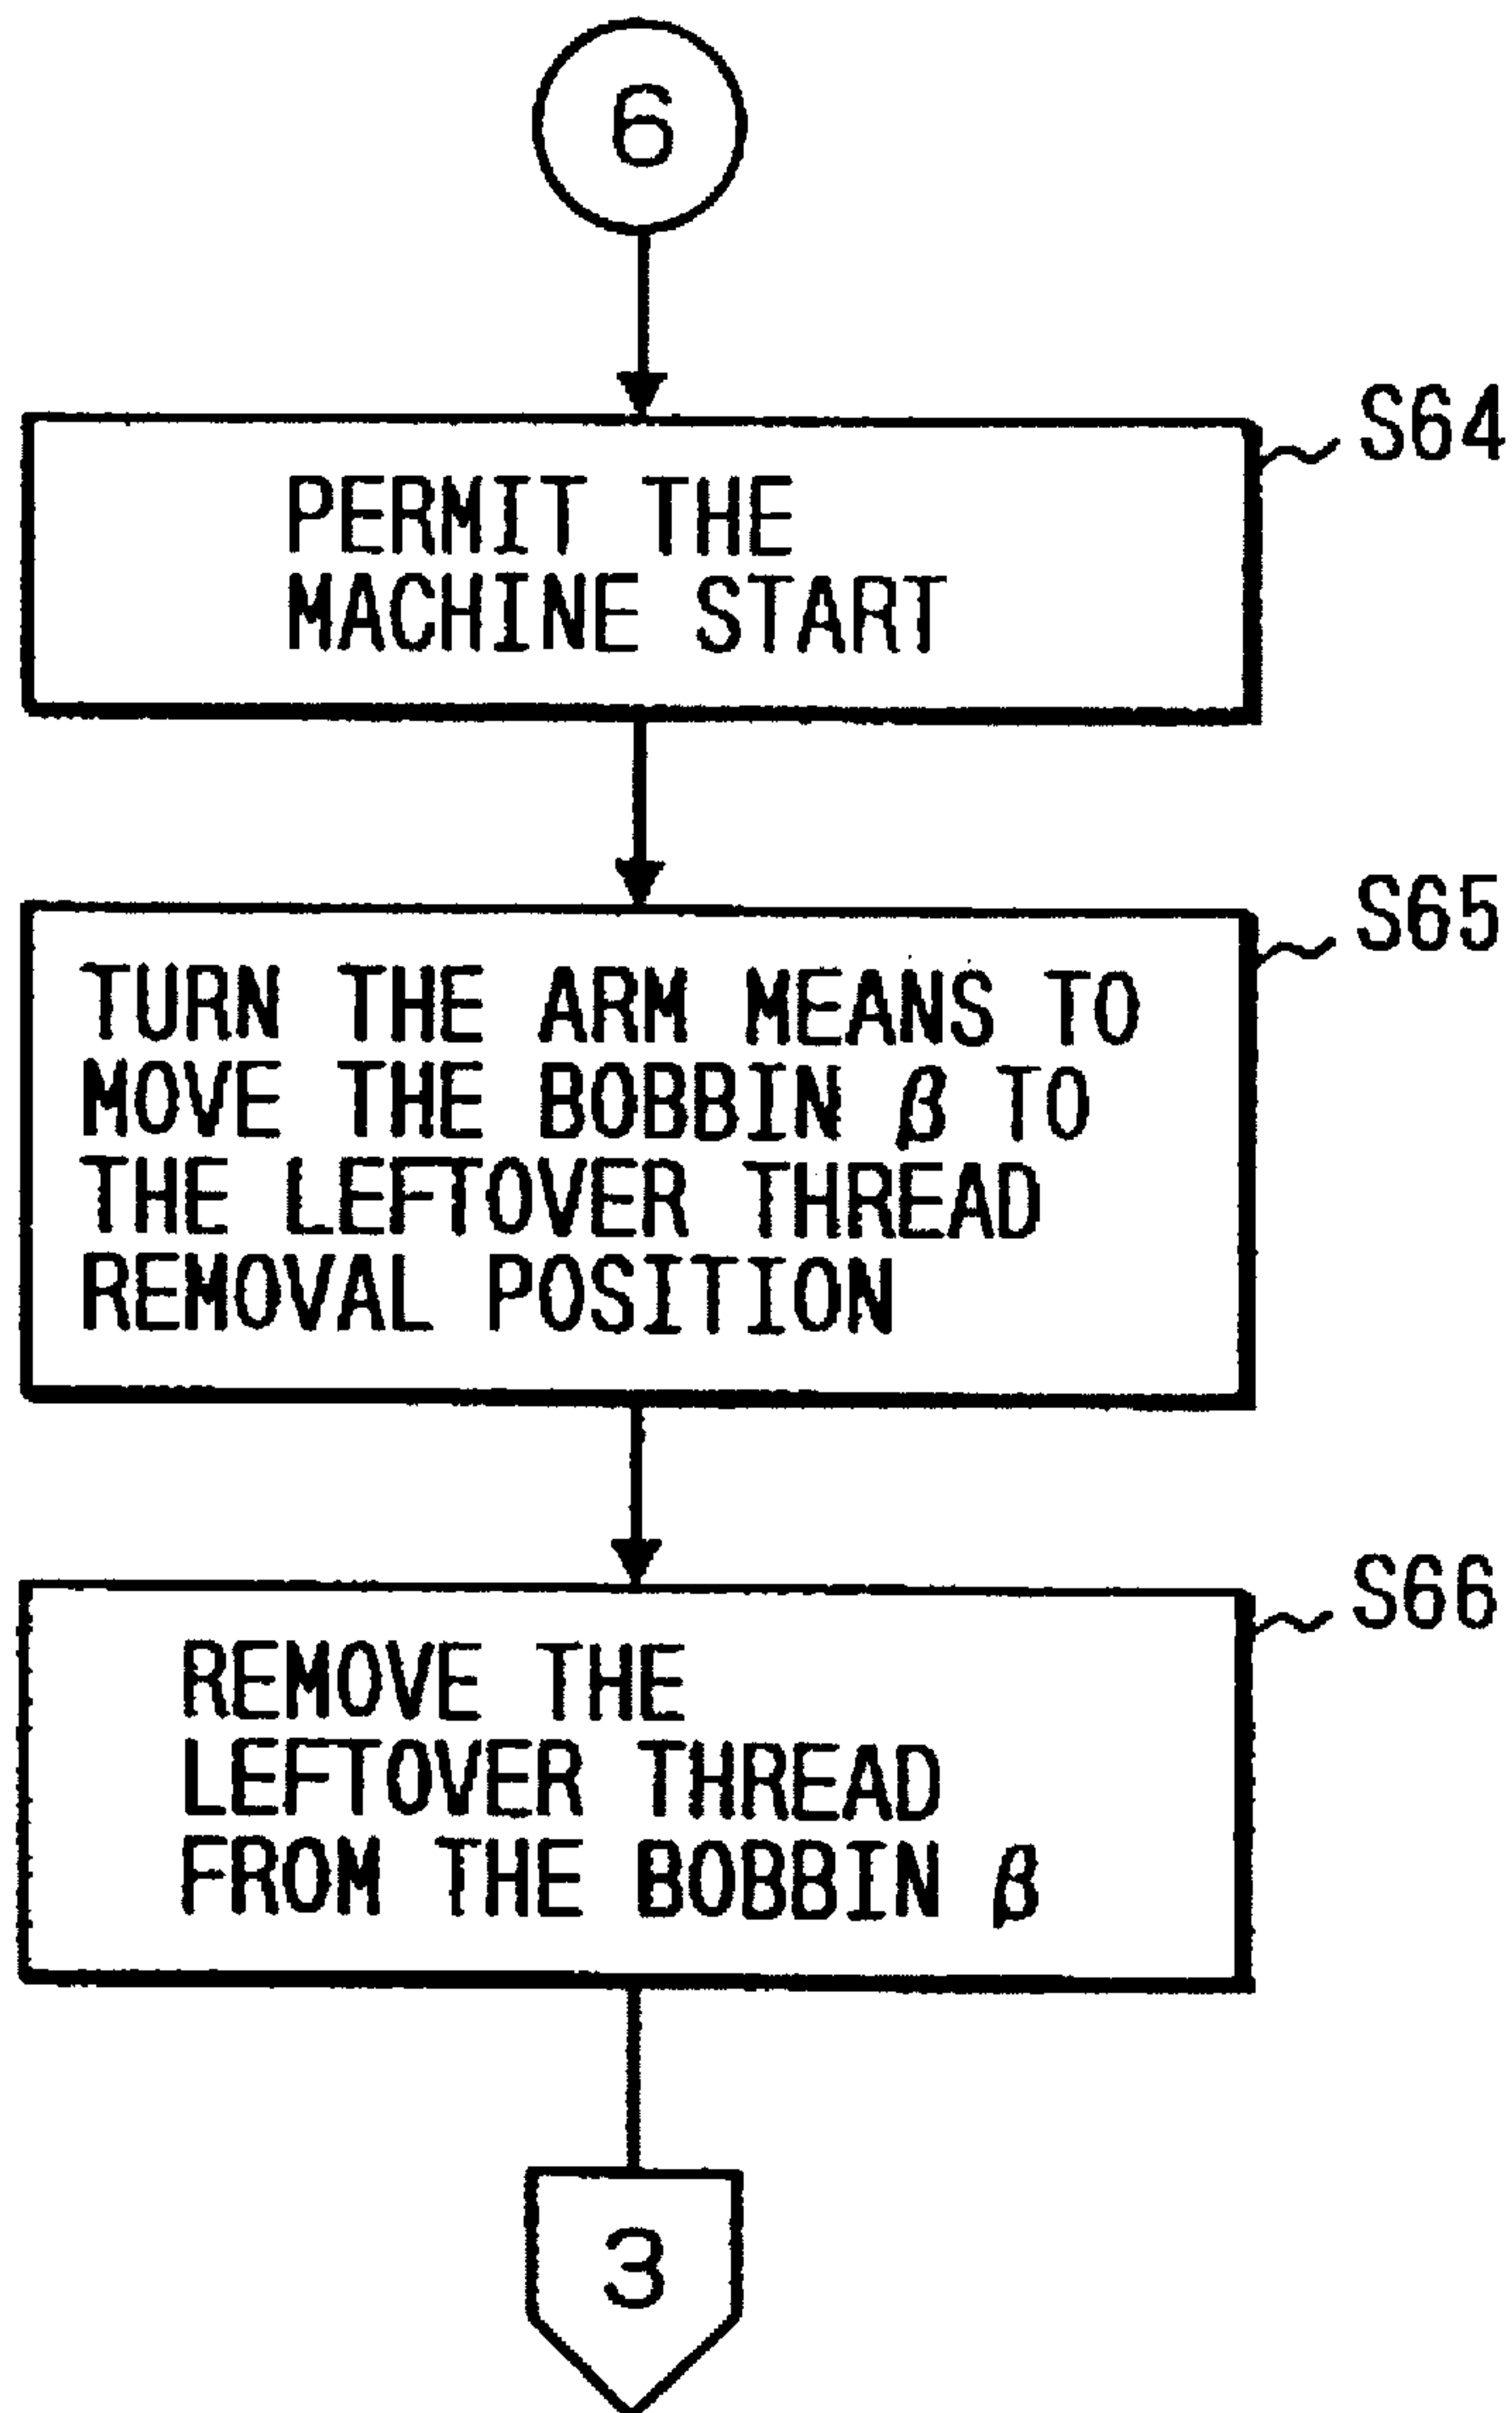 6
S64
PERMIT THE
MACHINE START
S65
TURN THE ARM MEANS TO
MOVE THE BOBBIN β TO
THE LEFTOVER THREAD
REMOVAL POSITION
S66
REMOVE THE
LEFTOVER THREAD
FROM THE BOBBIN β
3